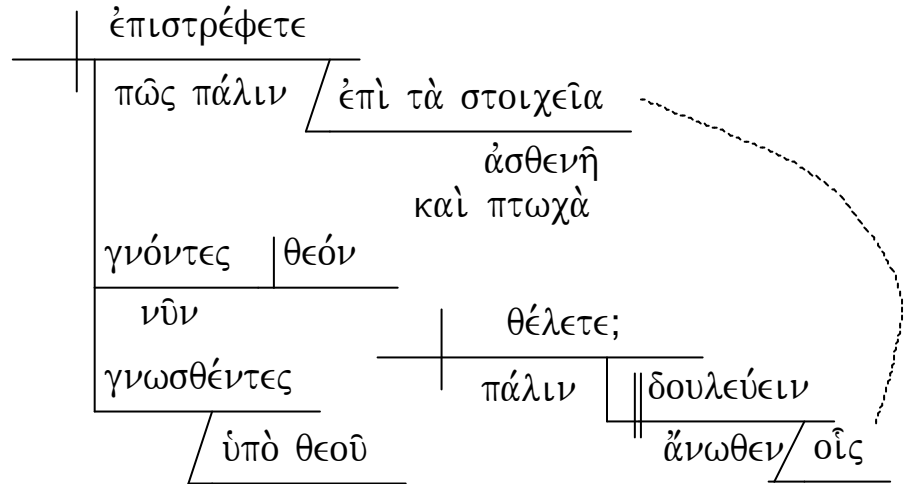 ἐπιστρέφετε
πῶς πάλιν ἐπὶ τὰ στοιχεῖα
ἀσθενῆ
καὶ πτωχὰ
γνόντες θεόν
νῦν
θέλετε;
γνωσθέντες
πάλιν δουλεύειν
ὑπὸ θεοῦ
ἄνωθεν οἷς